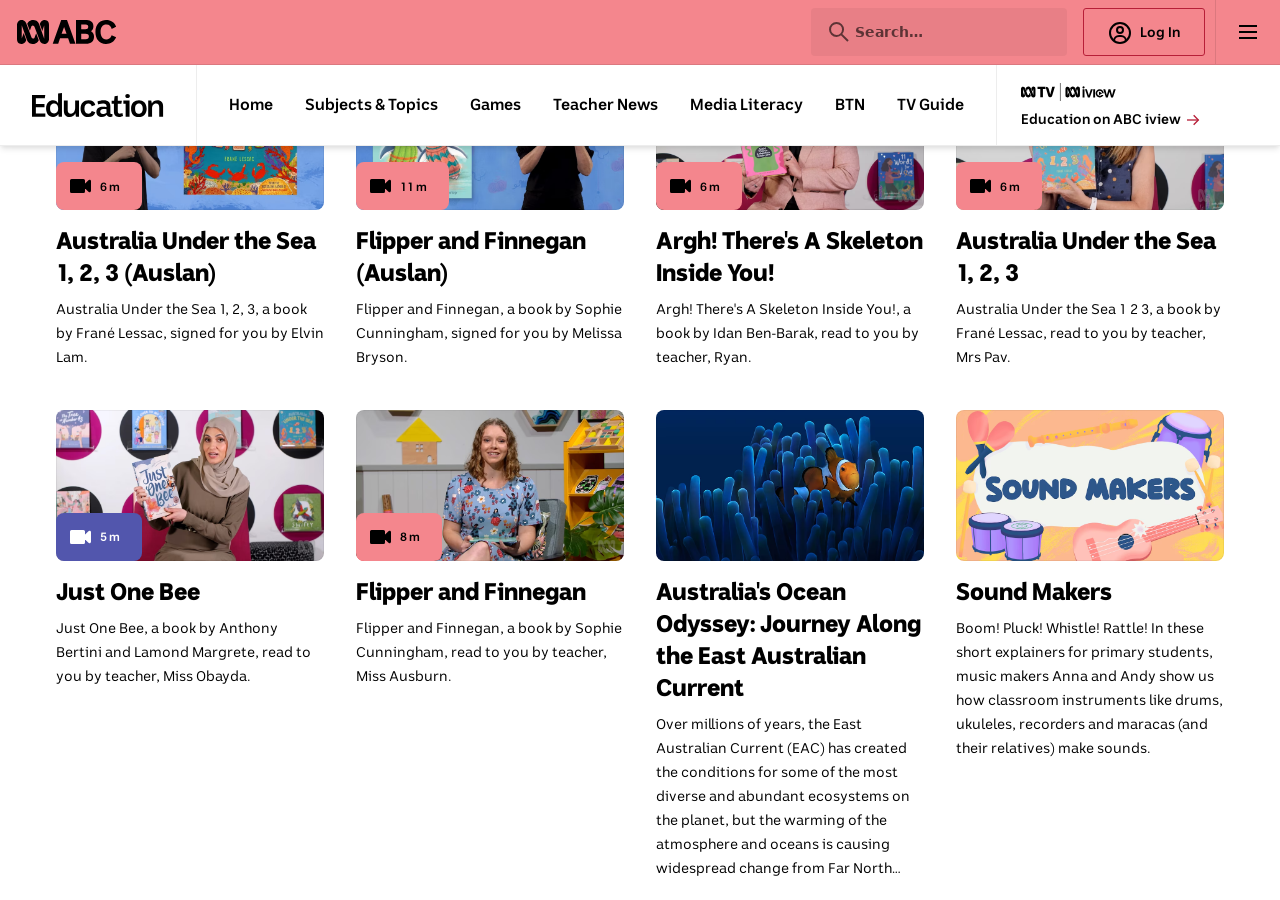 ABC
Search...
Log In
Education
Home
Subjects & Topics
Games
Teacher News
Media Literacy
BTN
TV Guide
TV
iview
Education on ABC iview
6m
11m
6m
6m
Australia Under the Sea
1, 2, 3 (Auslan)
Australia Under the Sea 1, 2, 3, a book
by Frané Lessac, signed for you by Elvin
Lam.
Flipper and Finnegan
(Auslan)
Flipper and Finnegan, a book by Sophie
Cunningham, signed for you by Melissa
Bryson.
Argh! There's A Skeleton
Inside You!
Argh! There's A Skeleton Inside You!, a
book by Idan Ben-Barak, read to you by
teacher, Ryan.
Australia Under the Sea
1, 2, 3
Australia Under the Sea 1 2 3, a book by
Frané Lessac, read to you by teacher,
Mrs Pav.
JUST
ONE
BEE
5m
Just One Bee
Just One Bee, a book by Anthony
Bertini and Lamond Margrete, read to
you by teacher, Miss Obayda.
8m
Flipper and Finnegan
Flipper and Finnegan, a book by Sophie
Cunningham, read to you by teacher,
Miss Ausburn.
Australia's Ocean
Odyssey: Journey Along
the East Australian
Current
Over millions of years, the East
Australian Current (EAC) has created
the conditions for some of the most
diverse and abundant ecosystems on
the planet, but the warming of the
atmosphere and oceans is causing
widespread change from Far North...
SOUND MAKERS
Sound Makers
Boom! Pluck! Whistle! Rattle! In these
short explainers for primary students,
music makers Anna and Andy show us
how classroom instruments like drums,
ukuleles, recorders and maracas (and
their relatives) make sounds.